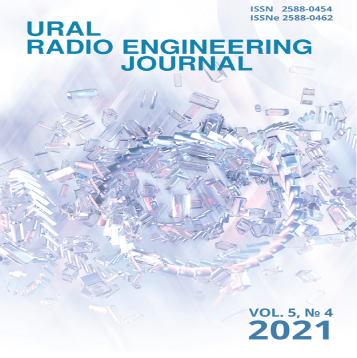 ISSN 2588-0454
ISSNe 2588-0462
URAL
RADIO ENGINEERING
JOURNAL
VOL. 5, № 4
2021